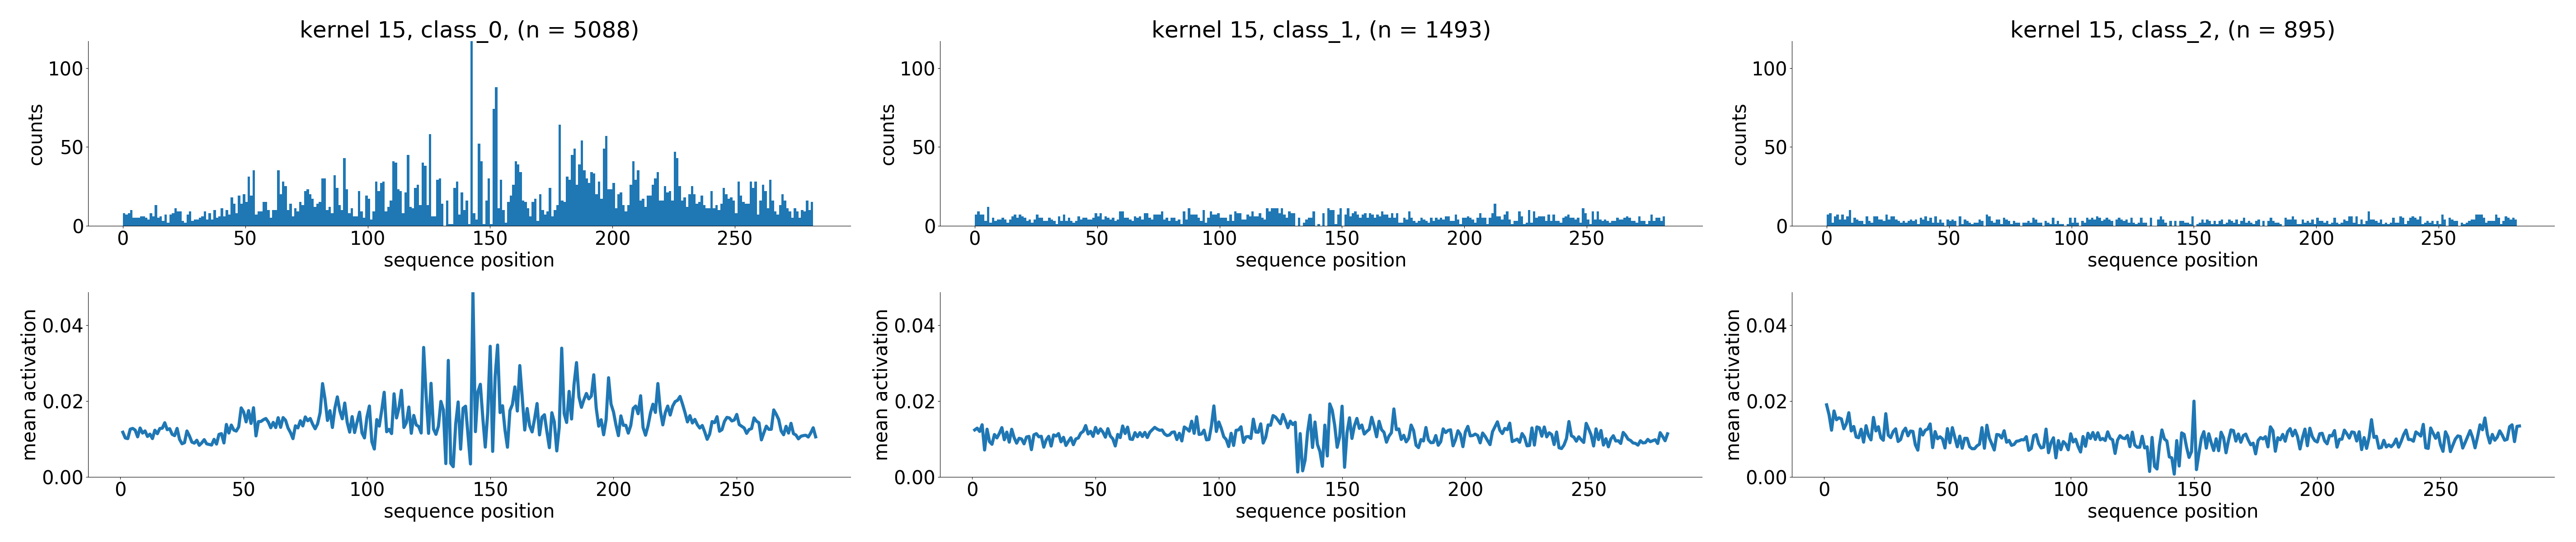 kernel 15, class_0, (n = 5088)
100
50
0
counts
0 50 100 150 200 250
sequence position
kernel 15, class_1, (n = 1493)
100
50
0
counts
0 50 100 150 200 250
sequence position
kernel 15, class_2, (n = 895)
100
50
0
counts
0 50 100 150 200 250
sequence position
0.04
0.02
0.00
mean activation
0 50 100 150 200 250
sequence position
0.04
0.02
0.00
mean activation
0 50 100 150 200 250
sequence position
0.04
0.02
0.00
mean activation
0 50 100 150 200 250
sequence position